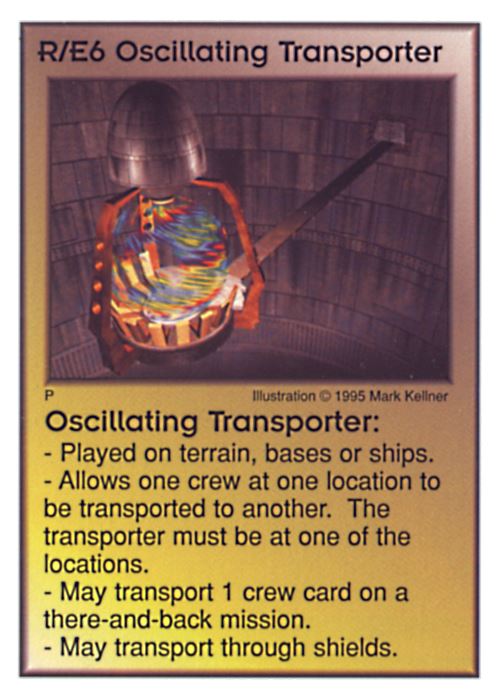 R/E6 Oscillating Transporter
P
Illustration © 1995 Mark Kellner
Oscillating Transporter:
- Played on terrain, bases or ships.
- Allows one crew at one location to
be transported to another. The
transporter must be at one of the
locations.
- May transport 1 crew card on a
there-and-back mission.
- May transport through shields.